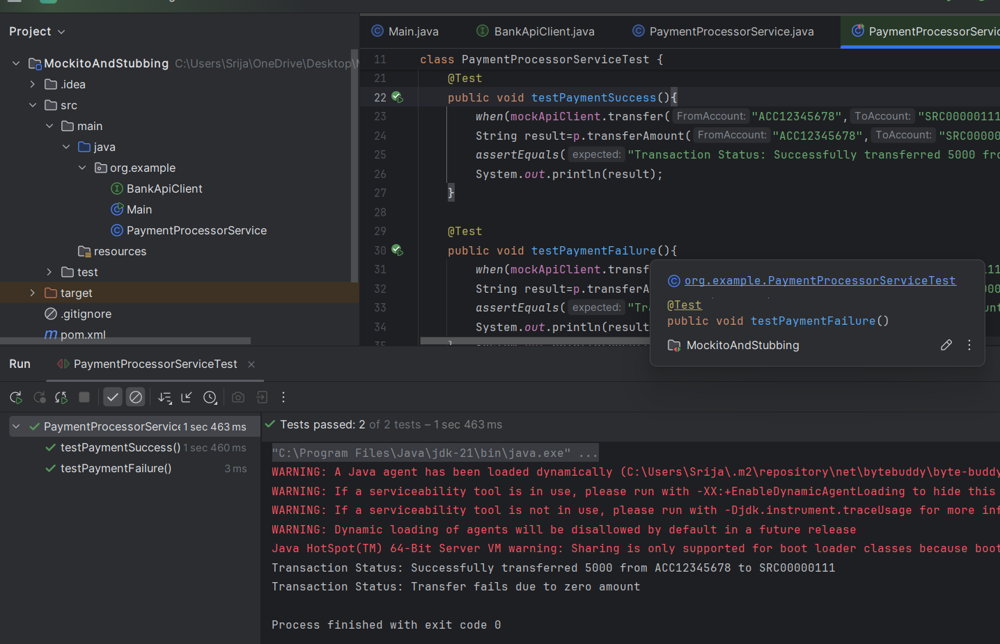 Project
MockitoAndStubbing C:\Users\Srija\OneDrive\Desktop\
.idea
src
main
java
org.example
BankApiClient
Main
PaymentProcessorService
resources
test
target
.gitignore
pom.xml
Main.java
BankApiClient.java
PaymentProcessorService.java
PaymentProcessorServic
11 class PaymentProcessorServiceTest {
21 @Test
22 public void testPaymentSuccess(){
23 when(mockApiClient.transfer( FromAccount: "ACC12345678", ToAccount: "SRC00000111
24 String result=p.transferAmount( FromAccount: "ACC12345678", ToAccount: "SRC00000
25 assertEquals( expected: "Transaction Status: Successfully transferred 5000 fro
26 System.out.println(result);
27 }
28
29 @Test
30 public void testPaymentFailure(){
31 when(mockApiClient.transf
32 String result=p.transferA
33 assertEquals( expected: "Tr
34 System.out.println(result
35 }
org.example.PaymentProcessorServiceTest
@Test
public void testPaymentFailure()
MockitoAndStubbing
Run
PaymentProcessorServiceTest
PaymentProcessorService 1 sec 463 ms
testPaymentSuccess() 1 sec 460 ms
testPaymentFailure() 3 ms
Tests passed: 2 of 2 tests – 1 sec 463 ms
"C:\Program Files\Java\jdk-21\bin\java.exe" ...
WARNING: A Java agent has been loaded dynamically (C:\Users\Srija\.m2\repository\net\bytebuddy\byte-buddy
WARNING: If a serviceability tool is in use, please run with -XX:+EnableDynamicAgentLoading to hide this
WARNING: If a serviceability tool is not in use, please run with -Djdk.instrument.traceUsage for more inf
WARNING: Dynamic loading of agents will be disallowed by default in a future release
Java HotSpot(TM) 64-Bit Server VM warning: Sharing is only supported for boot loader classes because boot
Transaction Status: Successfully transferred 5000 from ACC12345678 to SRC00000111
Transaction Status: Transfer fails due to zero amount
Process finished with exit code 0